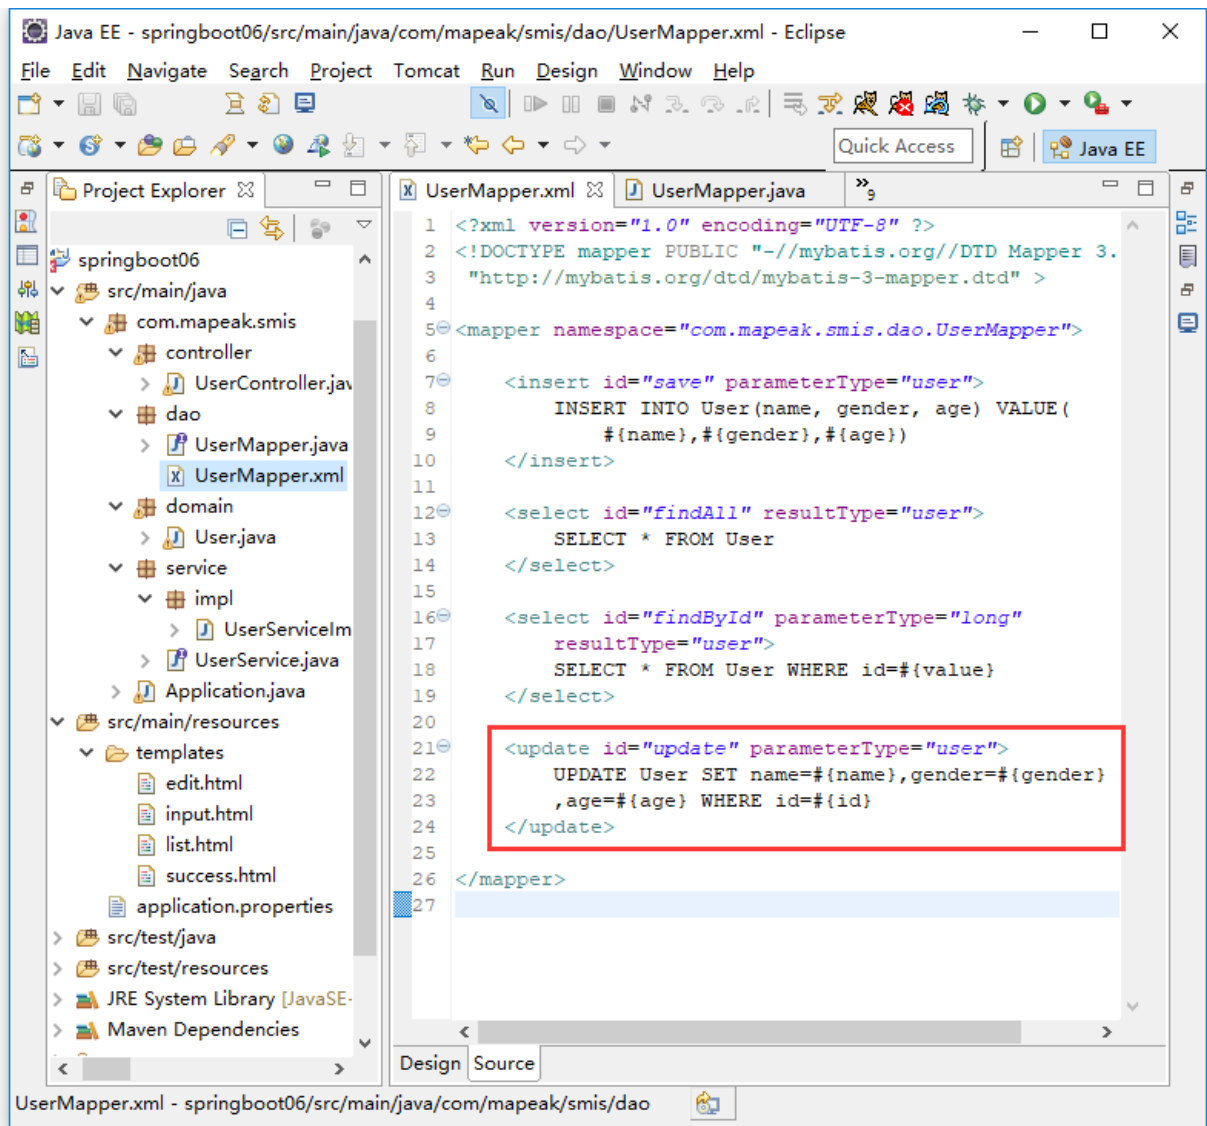 Java EE - springboot06/src/main/java/com/mapeak/smis/dao/UserMapper.xml - Eclipse
File Edit Navigate Search Project Tomcat Run Design Window Help
Quick Access
Java EE
Project Explorer
UserMapper.xml
UserMapper.java
9
springboot06
src/main/java
com.mapeak.smis
controller
UserController.jav
dao
UserMapper.java
UserMapper.xml
domain
User.java
service
impl
UserServiceIm
UserService.java
Application.java
src/main/resources
templates
edit.html
input.html
list.html
success.html
application.properties
src/test/java
src/test/resources
JRE System Library [JavaSE-
Maven Dependencies
1 <?xml version="1.0" encoding="UTF-8" ?>
2 <!DOCTYPE mapper PUBLIC "-//mybatis.org//DTD Mapper 3.
3 "http://mybatis.org/dtd/mybatis-3-mapper.dtd" >
4
5 <mapper namespace="com.mapeak.smis.dao.UserMapper">
6
7 <insert id="save" parameterType="user">
8 INSERT INTO User(name, gender, age) VALUE(
9 #{name},#{gender},#{age})
10 </insert>
11
12 <select id="findAll" resultType="user">
13 SELECT * FROM User
14 </select>
15
16 <select id="findById" parameterType="long"
17 resultType="user">
18 SELECT * FROM User WHERE id=#{value}
19 </select>
20
21 <update id="update" parameterType="user">
22 UPDATE User SET name=#{name},gender=#{gender}
23 ,age=#{age} WHERE id=#{id}
24 </update>
25
26 </mapper>
27
Design Source
UserMapper.xml - springboot06/src/main/java/com/mapeak/smis/dao